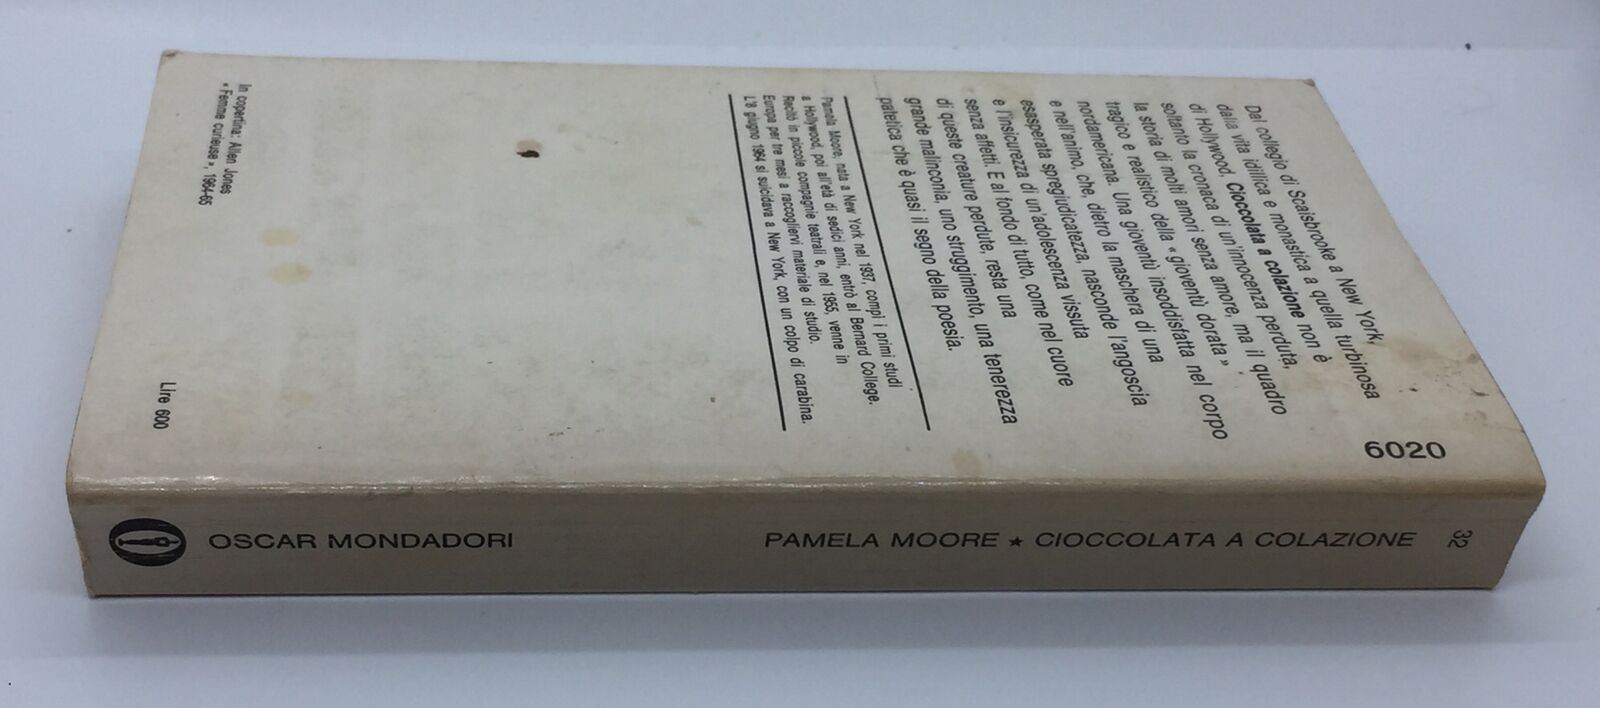 Dal collegio di Scaisbrooke a New York,
dalla vita idillica e monastica a quella turbinosa
di Hollywood, Cioccolata a colazione non è
soltanto la cronaca di un'innocenza perduta,
la storia di molti amori senza amore, ma il quadro
tragico e realistico della « gioventù dorata »
nordamericana. Una gioventù insoddisfatta nel corpo
e nell'animo, che, dietro la maschera di una
esasperata spregiudicatezza, nasconde l'angoscia
e l'insicurezza di un'adolescenza vissuta
senza affetti. E al fondo di tutto, come nel cuore
di queste creature perdute, resta una
grande malinconia, uno struggimento, una tenerezza
patetica che è quasi il segno della poesia.
Pamela Moore, nata a New York nel 1937, compì i primi studi
a Hollywood, poi all'età di sedici anni, entrò al Bernard College.
Recitò in piccole compagnie teatrali e, nel 1955, venne in
Europa per tre mesi a raccogliervi materiale di studio.
L'8 giugno 1964 si suicidava a New York, con un colpo di carabina.
In copertina: Allen Jones
« Femme curieuse », 1964-65
Lire 600
6020
OSCAR MONDADORI
PAMELA MOORE ★ CIOCCOLATA A COLAZIONE
32